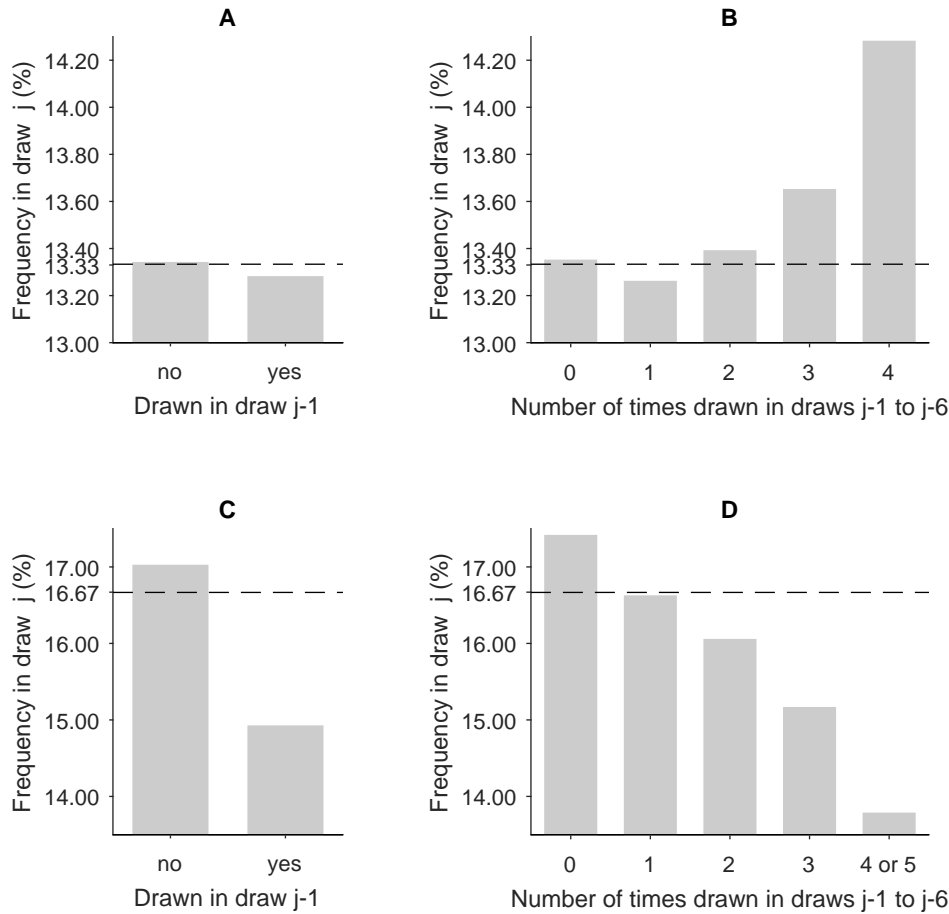 A
B
14.20
14.00
13.80
13.60
13.40
13.33
13.20
13.00
Frequency in draw j (%)
no
yes
Drawn in draw j-1
14.20
14.00
13.80
13.60
13.40
13.33
13.20
13.00
Frequency in draw j (%)
0
1
2
3
4
Number of times drawn in draws j-1 to j-6
C
D
17.00
16.67
16.00
15.00
14.00
Frequency in draw j (%)
no
yes
Drawn in draw j-1
17.00
16.67
16.00
15.00
14.00
Frequency in draw j (%)
0
1
2
3
4 or 5
Number of times drawn in draws j-1 to j-6